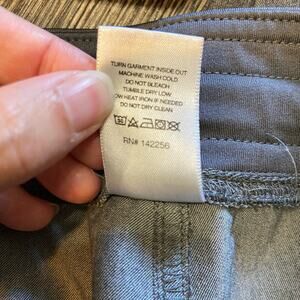 TURN GARMENT INSIDE OUT
MACHINE WASH COLD
DO NOT BLEACH
TUMBLE DRY LOW
LOW HEAT IRON IF NEEDED
DO NOT DRY CLEAN
RN# 142256